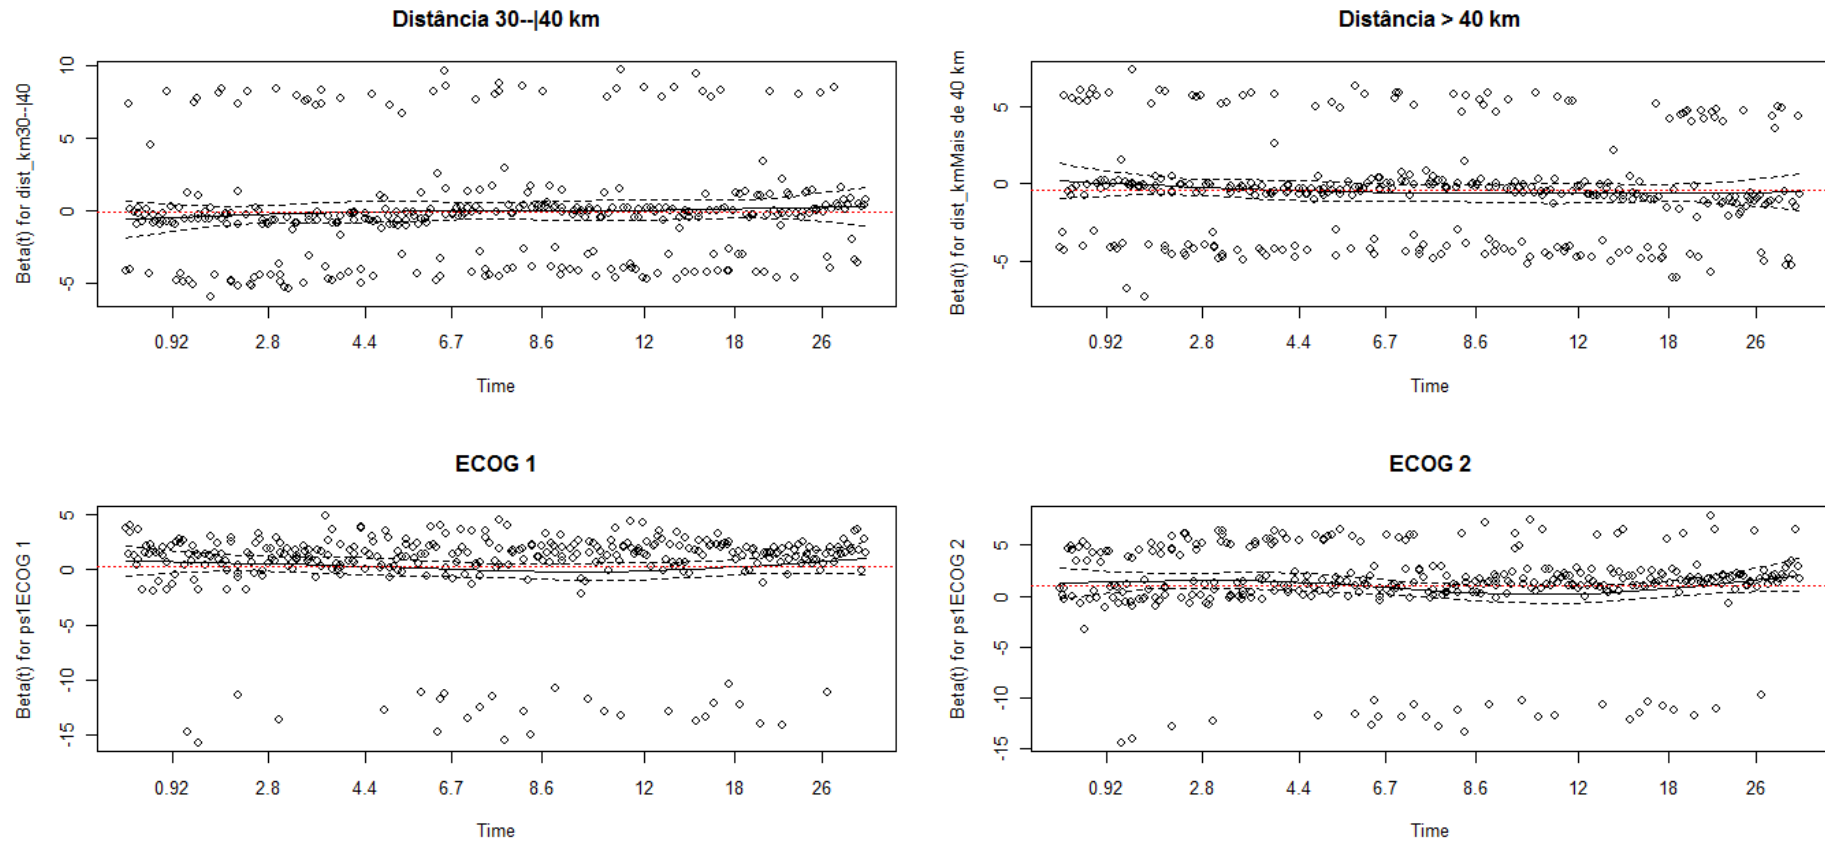 Distância 30--|40 km
Beta(t) for dist_km30--|40
10
5
0
-5
0.92 2.8 4.4 6.7 8.6 12 18 26
Time
Distância > 40 km
Beta(t) for dist_kmMais de 40 km
5
0
-5
0.92 2.8 4.4 6.7 8.6 12 18 26
Time
ECOG 1
Beta(t) for ps1ECOG 1
5
0
-5
-10
-15
0.92 2.8 4.4 6.7 8.6 12 18 26
Time
ECOG 2
Beta(t) for ps1ECOG 2
5
0
-5
-10
-15
0.92 2.8 4.4 6.7 8.6 12 18 26
Time